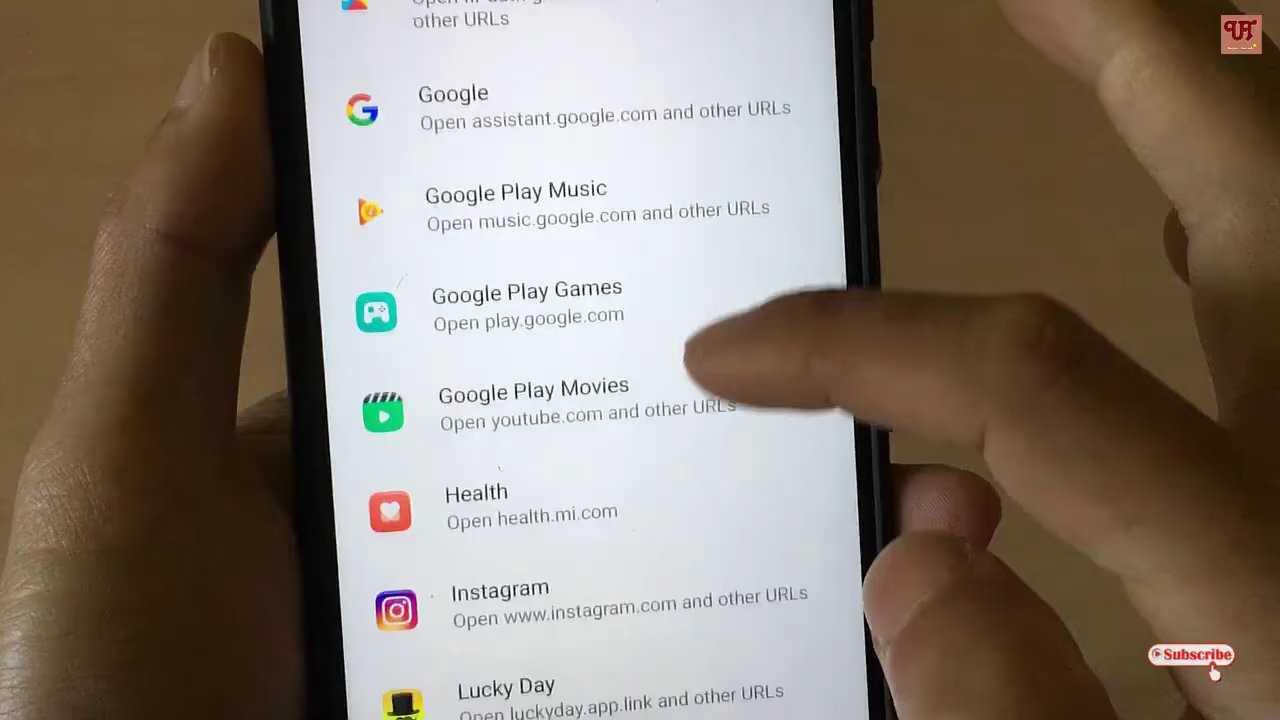 other URLs
Google
Open assistant.google.com and other URLs
Google Play Music
Open music.google.com and other URLs
Google Play Games
Open play.google.com
Google Play Movies
Open youtube.com and other URLs
Health
Open health.mi.com
Instagram
Open www.instagram.com and other URLs
Subscribe
Lucky Day
Open luckyday.app.link and other URLs